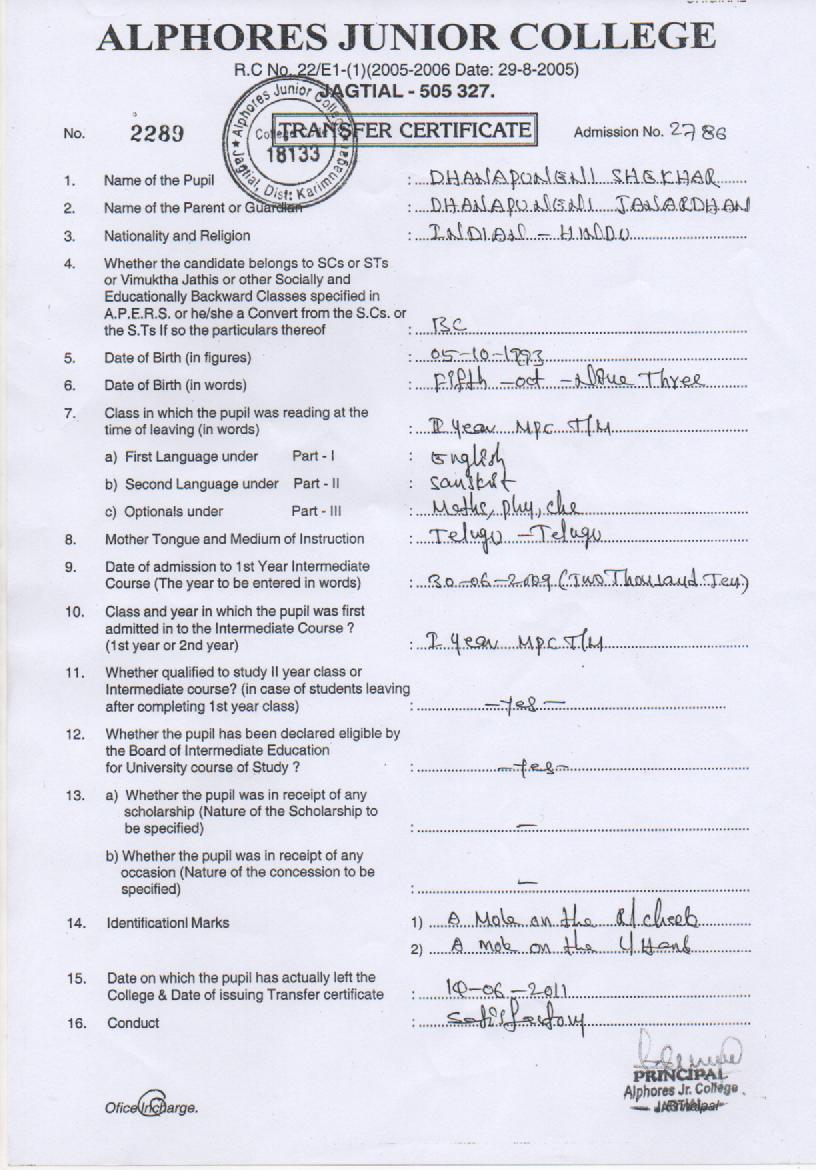 ALPHORES JUNIOR COLLEGE
R.C No. 22/E1-(1)(2005-2006 Date: 29-8-2005)
JAGTIAL - 505 327.
No. 2289 TRANSFER CERTIFICATE Admission No. 2786
★ Alphores Junior College ★ Jagtial, Dist: Karimnagar
18133
1. Name of the Pupil : DHANAPUNENI SHEKHAR
2. Name of the Parent or Guardian : DHANAPUNENI JANARDHAN
3. Nationality and Religion : INDIAN - HINDU
4. Whether the candidate belongs to SCs or STs
or Vimuktha Jathis or other Socially and
Educationally Backward Classes specified in
A.P.E.R.S. or he/she a Convert from the S.Cs. or
the S.Ts If so the particulars thereof : BC
5. Date of Birth (in figures) : 05-10-1993
6. Date of Birth (in words) : Fifth - oct - Nine Three
7. Class in which the pupil was reading at the
time of leaving (in words) : II year MPC T/M
a) First Language under Part - I : English
b) Second Language under Part - II : Sanskrit
c) Optionals under Part - III : Maths, phy, che
8. Mother Tongue and Medium of Instruction : Telugu - Telugu
9. Date of admission to 1st Year Intermediate
Course (The year to be entered in words) : 30-06-2009 (Two Thousand Ten)
10. Class and year in which the pupil was first
admitted in to the Intermediate Course ?
(1st year or 2nd year) : I year MPC T/M
11. Whether qualified to study II year class or
Intermediate course? (in case of students leaving
after completing 1st year class) : - Yes -
12. Whether the pupil has been declared eligible by
the Board of Intermediate Education
for University course of Study ? : - Yes -
13. a) Whether the pupil was in receipt of any
scholarship (Nature of the Scholarship to
be specified) : —
b) Whether the pupil was in receipt of any
occasion (Nature of the concession to be
specified) : —
14. Identificationl Marks 1) A Mole on the R/cheek
2) A mole on the L/Hand
15. Date on which the pupil has actually left the
College & Date of issuing Transfer certificate : 10-06-2011
16. Conduct : Satisfactory
PRINCIPAL
Alphores Jr. College
JAGTIAL
Ofice Incharge.